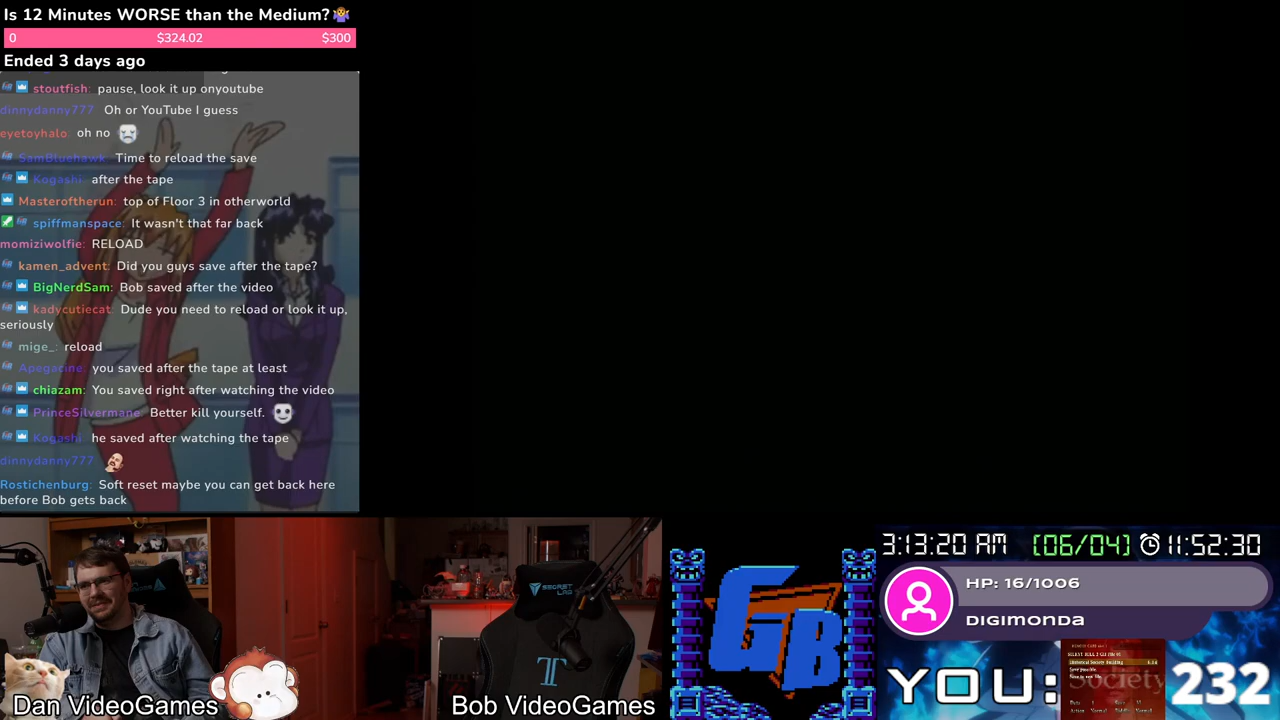 Is 12 Minutes WORSE than the Medium?🤷
0 $324.02 $300
Ended 3 days ago
stoutfish: pause, look it up onyoutube
dinnydanny777 Oh or YouTube I guess
eyetoyhalo: oh no
SamBluehawk Time to reload the save
Kogashi after the tape
Masteroftherun: top of Floor 3 in otherworld
spiffmanspace: It wasn't that far back
momiziwolfie: RELOAD
kamen_advent: Did you guys save after the tape?
BigNerdSam: Bob saved after the video
kadycutiecat: Dude you need to reload or look it up,
seriously
mige_: reload
Apegacine: you saved after the tape at least
chiazam: You saved right after watching the video
PrinceSilvermane: Better kill yourself.
Kogashi he saved after watching the tape
dinnydanny777
Rostichenburg: Soft reset maybe you can get back here
before Bob gets back
SECRET LAB
Dan VideoGames
Bob VideoGames
GB
3:13:20 AM [06/04] 11:52:30
HP: 16/1006
DIGIMONDA
YOU: Society 232